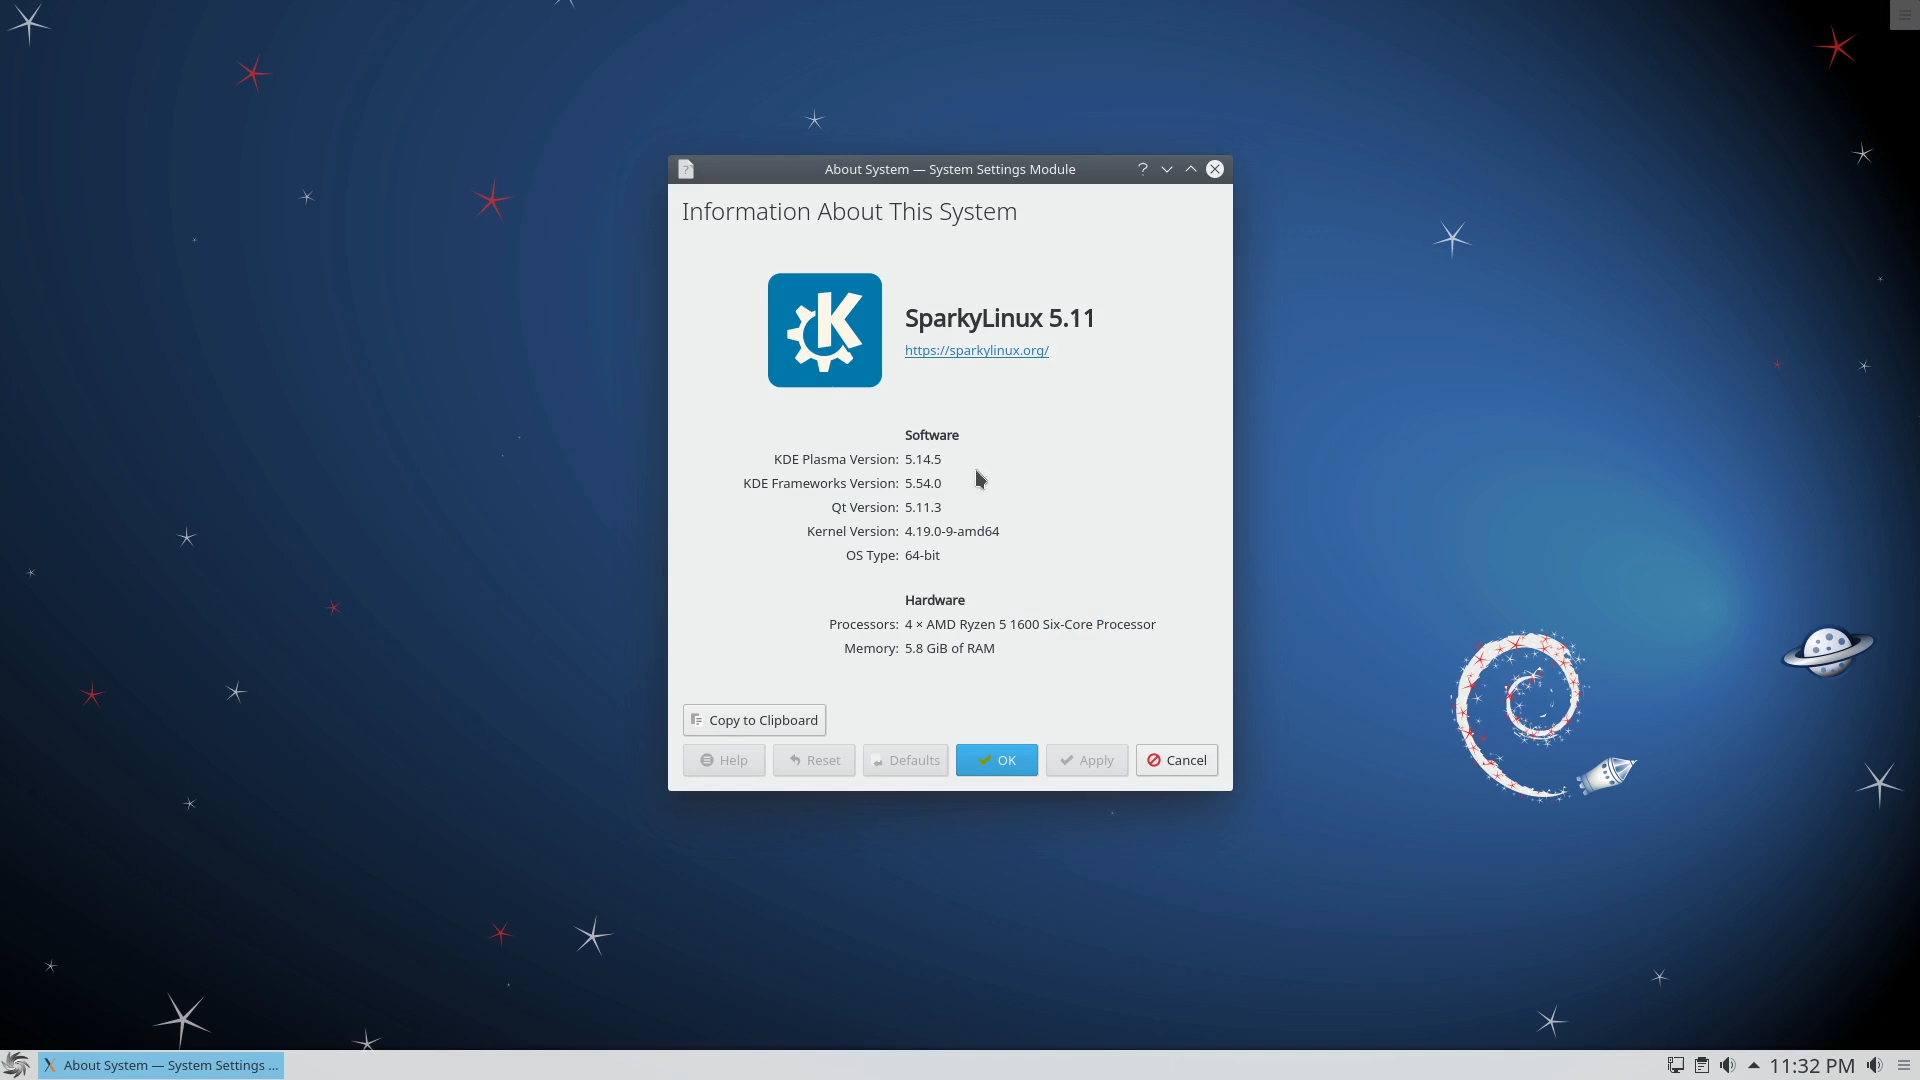 About System — System Settings Module
Information About This System
SparkyLinux 5.11
https://sparkylinux.org/
Software
KDE Plasma Version: 5.14.5
KDE Frameworks Version: 5.54.0
Qt Version: 5.11.3
Kernel Version: 4.19.0-9-amd64
OS Type: 64-bit
Hardware
Processors: 4 × AMD Ryzen 5 1600 Six-Core Processor
Memory: 5.8 GiB of RAM
Copy to Clipboard
Help Reset Defaults OK Apply Cancel
About System — System Settings ... 11:32 PM